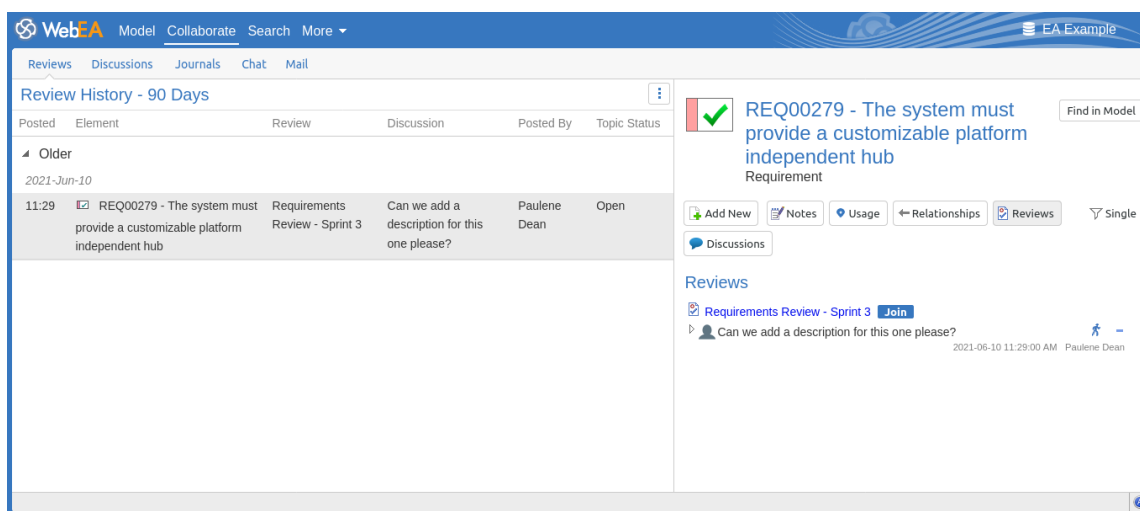 WebEA Model Collaborate Search More EA Example
Reviews Discussions Journals Chat Mail
Review History - 90 Days
Posted Element Review Discussion Posted By Topic Status
Older
2021-Jun-10
11:29 REQ00279 - The system must Requirements Can we add a Paulene Open
provide a customizable platform Review - Sprint 3 description for this Dean
independent hub one please?
REQ00279 - The system must Find in Model
provide a customizable platform
independent hub
Requirement
Add New Notes Usage Relationships Reviews Single
Discussions
Reviews
Requirements Review - Sprint 3 Join
Can we add a description for this one please?
2021-06-10 11:29:00 AM Paulene Dean